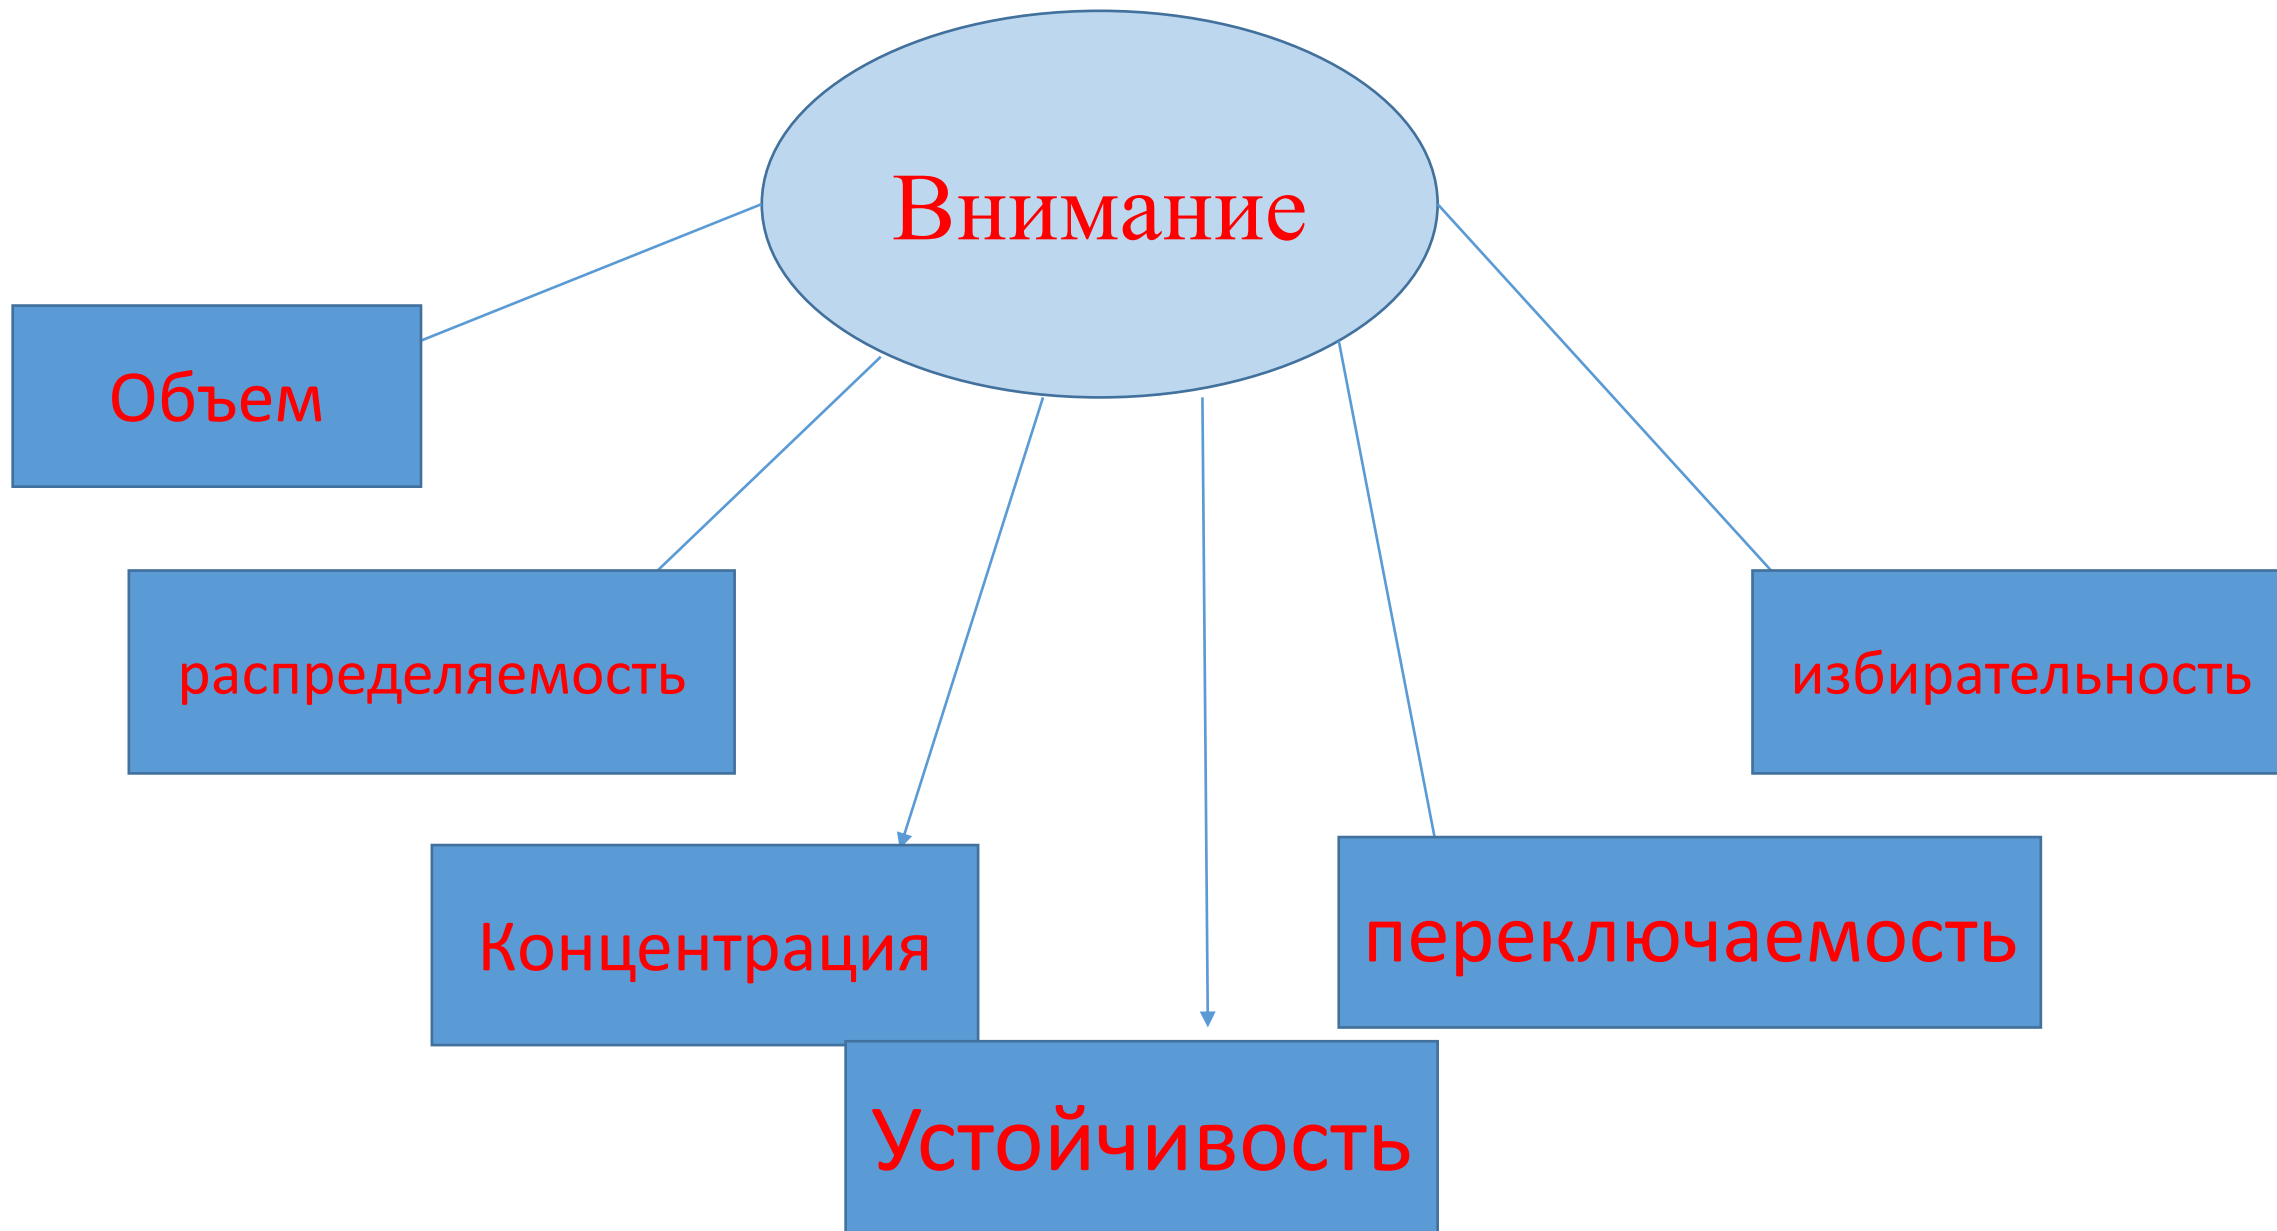 Внимание
Объем
распределяемость
избирательность
Концентрация
переключаемость
Устойчивость